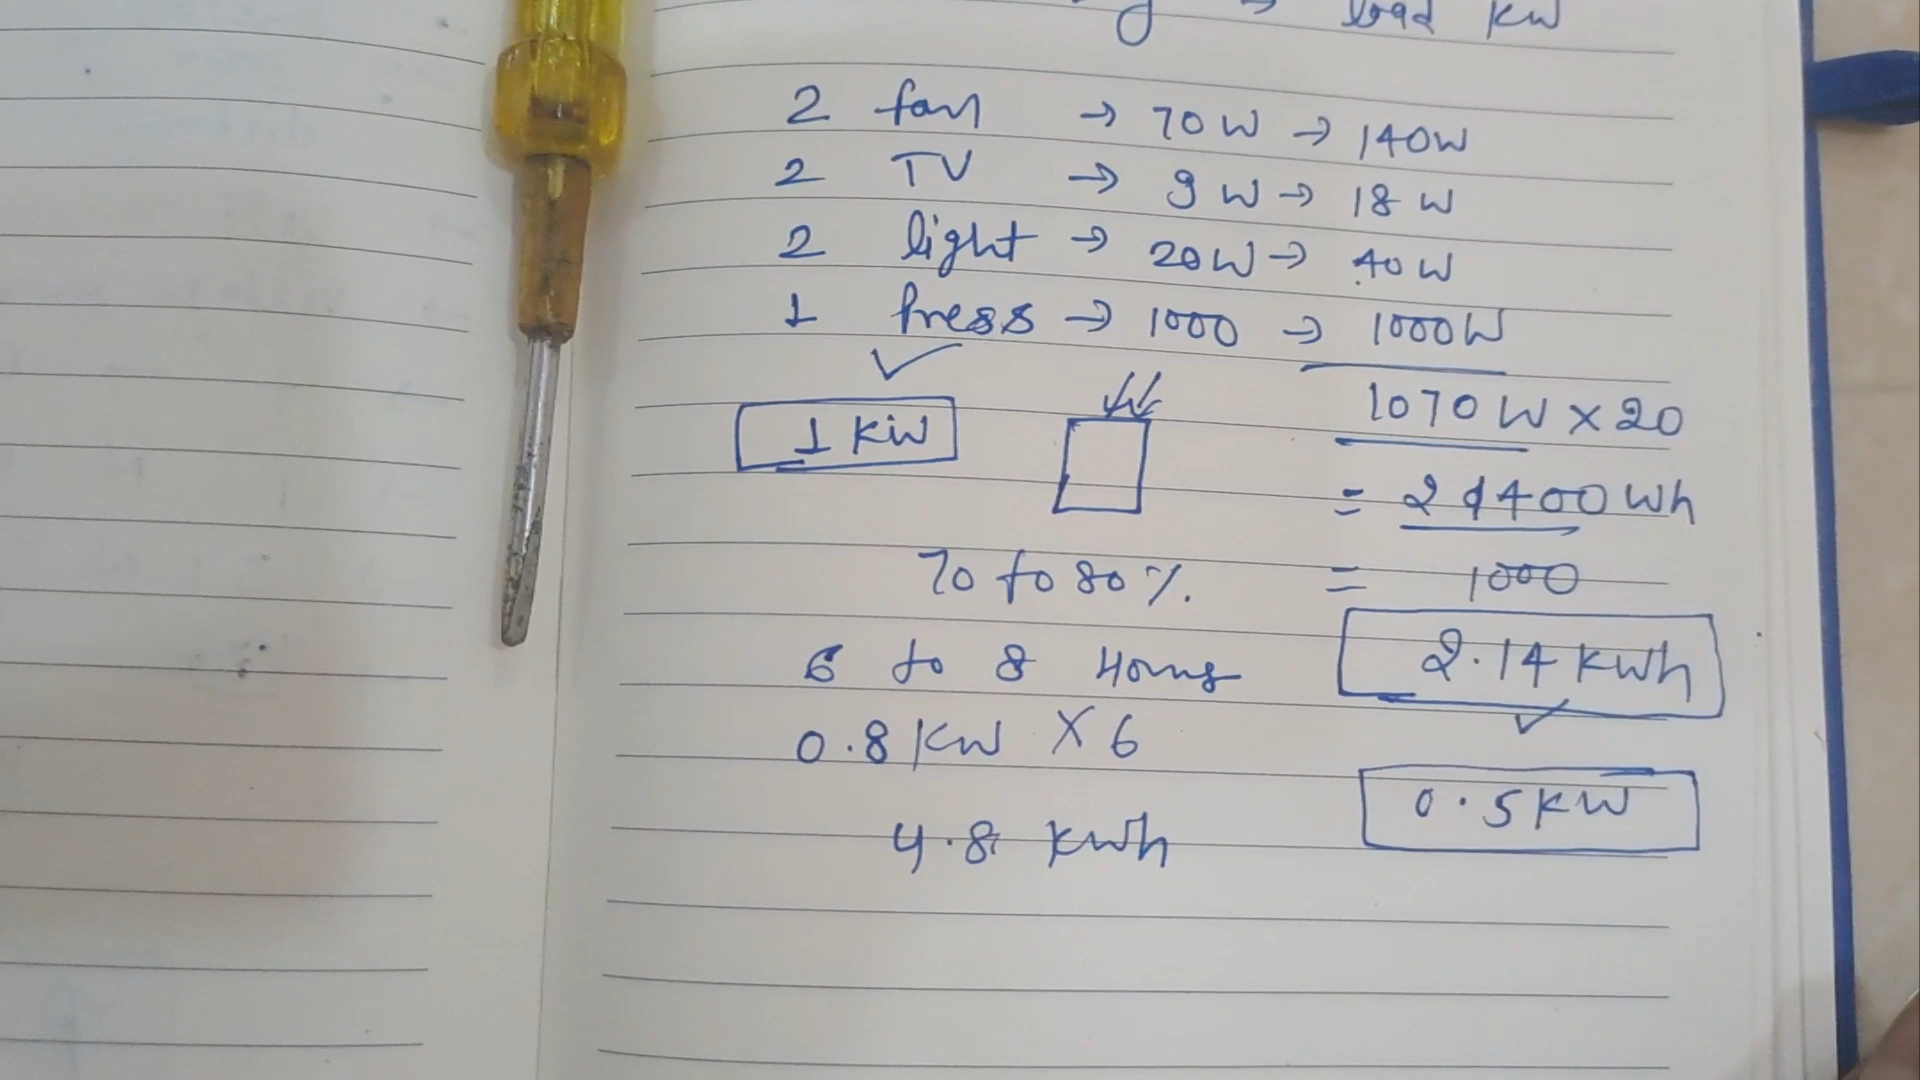 load kW
2 fan → 70W → 140W
2 TV → 9W → 18W
2 light → 20W → 40W
1 Press → 1000 → 1000W
1070W × 20
1 KW
= 21400 Wh
70 to 80 %.
= 1000
2.14 KWh
6 to 8 Hours
0.8 KW × 6
0.5 KW
4.8 KWh